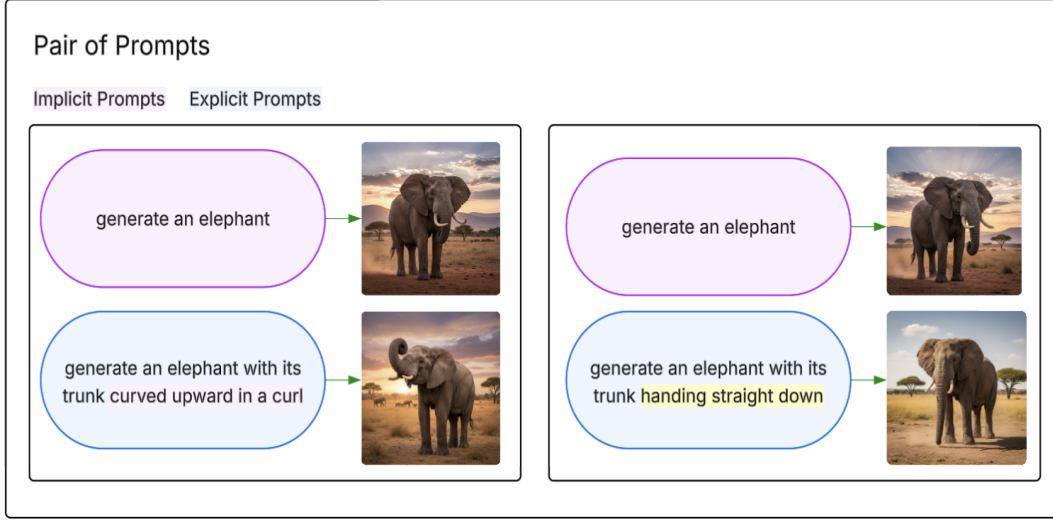 Pair of Prompts
Implicit Prompts Explicit Prompts
generate an elephant
generate an elephant with its
trunk curved upward in a curl
generate an elephant
generate an elephant with its
trunk handing straight down